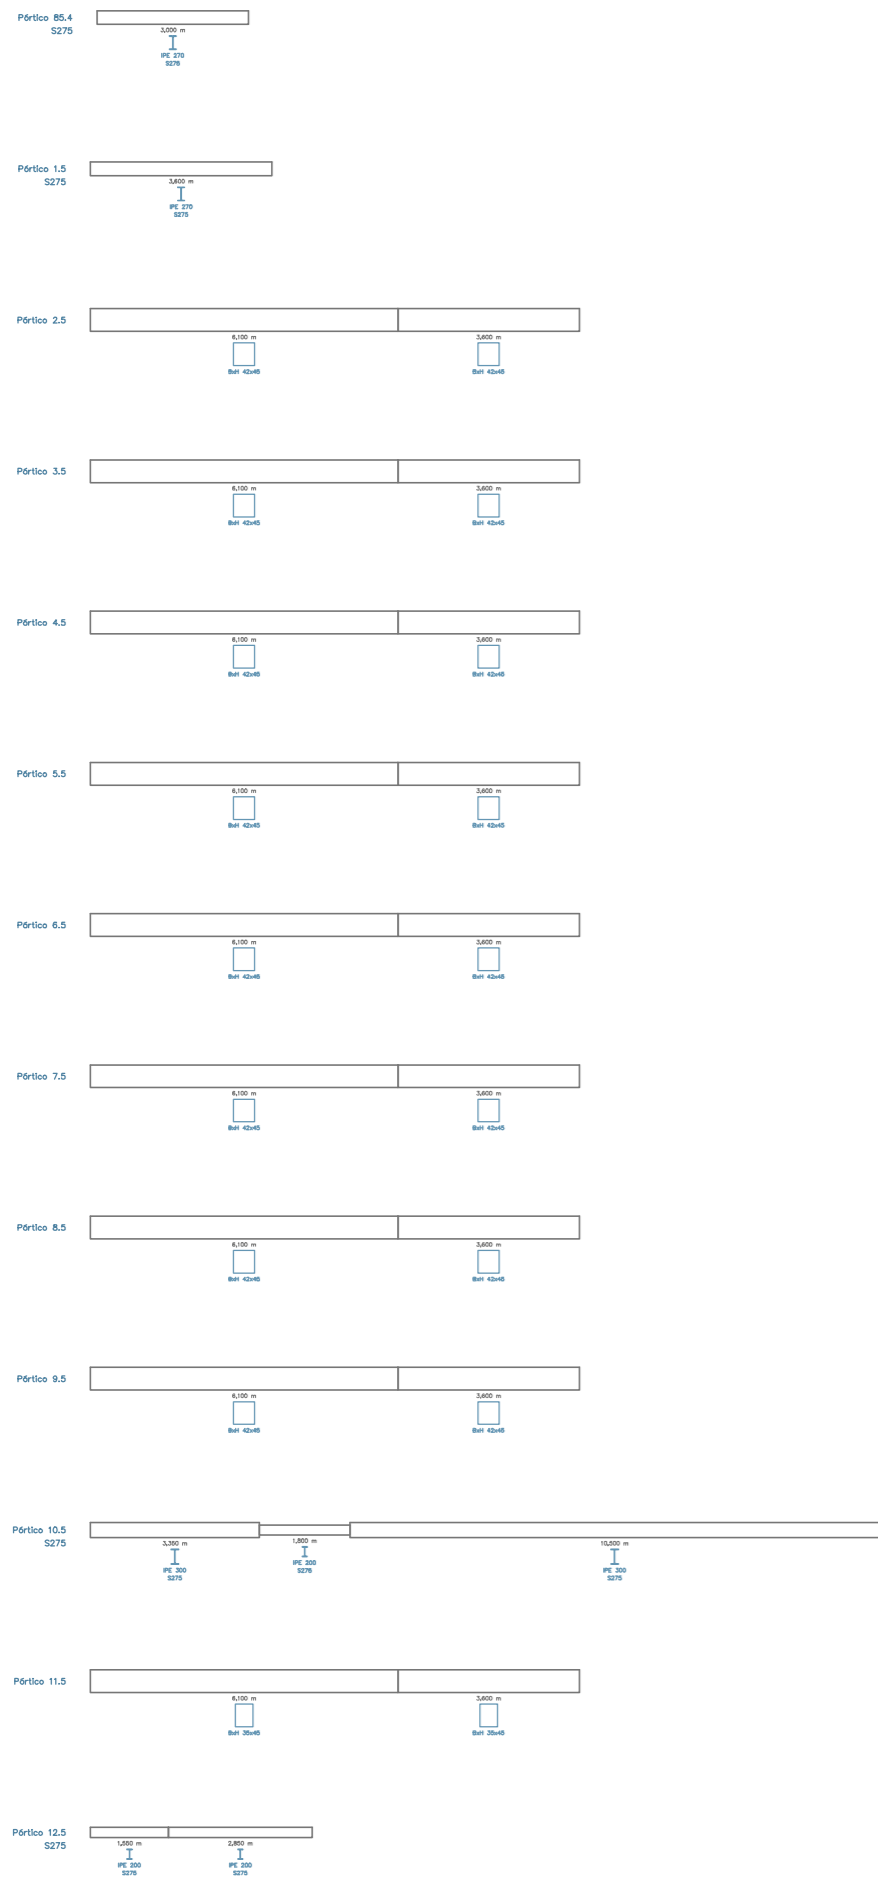 Pórtico 85.4
S275
3,000 m
IPE 270
S275
Pórtico 1.5
S275
3,600 m
IPE 270
S275
Pórtico 2.5
6,100 m
3,600 m
BxH 42x45
BxH 42x45
Pórtico 3.5
6,100 m
3,600 m
BxH 42x45
BxH 42x45
Pórtico 4.5
6,100 m
3,600 m
BxH 42x45
BxH 42x45
Pórtico 5.5
6,100 m
3,600 m
BxH 42x45
BxH 42x45
Pórtico 6.5
6,100 m
3,600 m
BxH 42x45
BxH 42x45
Pórtico 7.5
6,100 m
3,600 m
BxH 42x45
BxH 42x45
Pórtico 8.5
6,100 m
3,600 m
BxH 42x45
BxH 42x45
Pórtico 9.5
6,100 m
3,600 m
BxH 42x45
BxH 42x45
Pórtico 10.5
S275
3,350 m
1,800 m
10,500 m
IPE 300
S275
IPE 200
S275
IPE 300
S275
Pórtico 11.5
6,100 m
3,600 m
BxH 35x45
BxH 35x45
Pórtico 12.5
S275
1,550 m
2,850 m
IPE 200
S275
IPE 200
S275